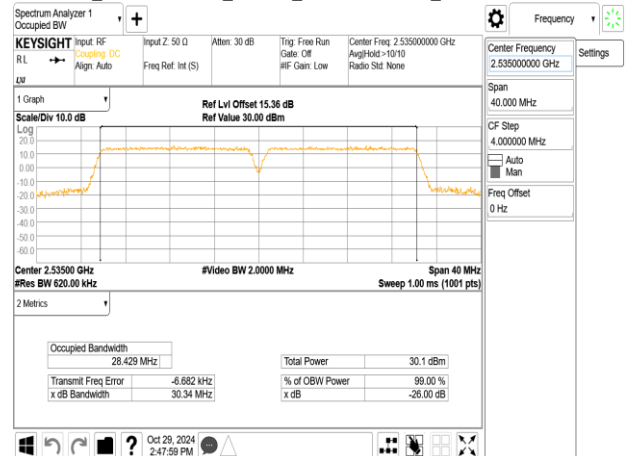 Spectrum Analyzer 1
Occupied BW
Frequency
KEYSIGHT
Input: RF
Coupling: DC
Align: Auto
Input Z: 50 Ω
Freq Ref: Int (S)
Atten: 30 dB
Trig: Free Run
Gate: Off
#IF Gain: Low
Center Freq: 2.535000000 GHz
Avg|Hold:>10/10
Radio Std: None
RL
Center Frequency
2.535000000 GHz
Settings
Span
40.000 MHz
CF Step
4.000000 MHz
Auto
Man
Freq Offset
0 Hz
1 Graph
Ref Lvl Offset 15.36 dB
Scale/Div 10.0 dB
Ref Value 30.00 dBm
Log
20.0
10.0
0.00
-10.0
-20.0
-30.0
-40.0
-50.0
-60.0
Center 2.53500 GHz
#Video BW 2.0000 MHz
Span 40 MHz
#Res BW 620.00 kHz
Sweep 1.00 ms (1001 pts)
2 Metrics
Occupied Bandwidth
28.429 MHz
Total Power 30.1 dBm
Transmit Freq Error -6.682 kHz
% of OBW Power 99.00 %
x dB Bandwidth 30.34 MHz
x dB -26.00 dB
?
Oct 29, 2024
2:47:59 PM